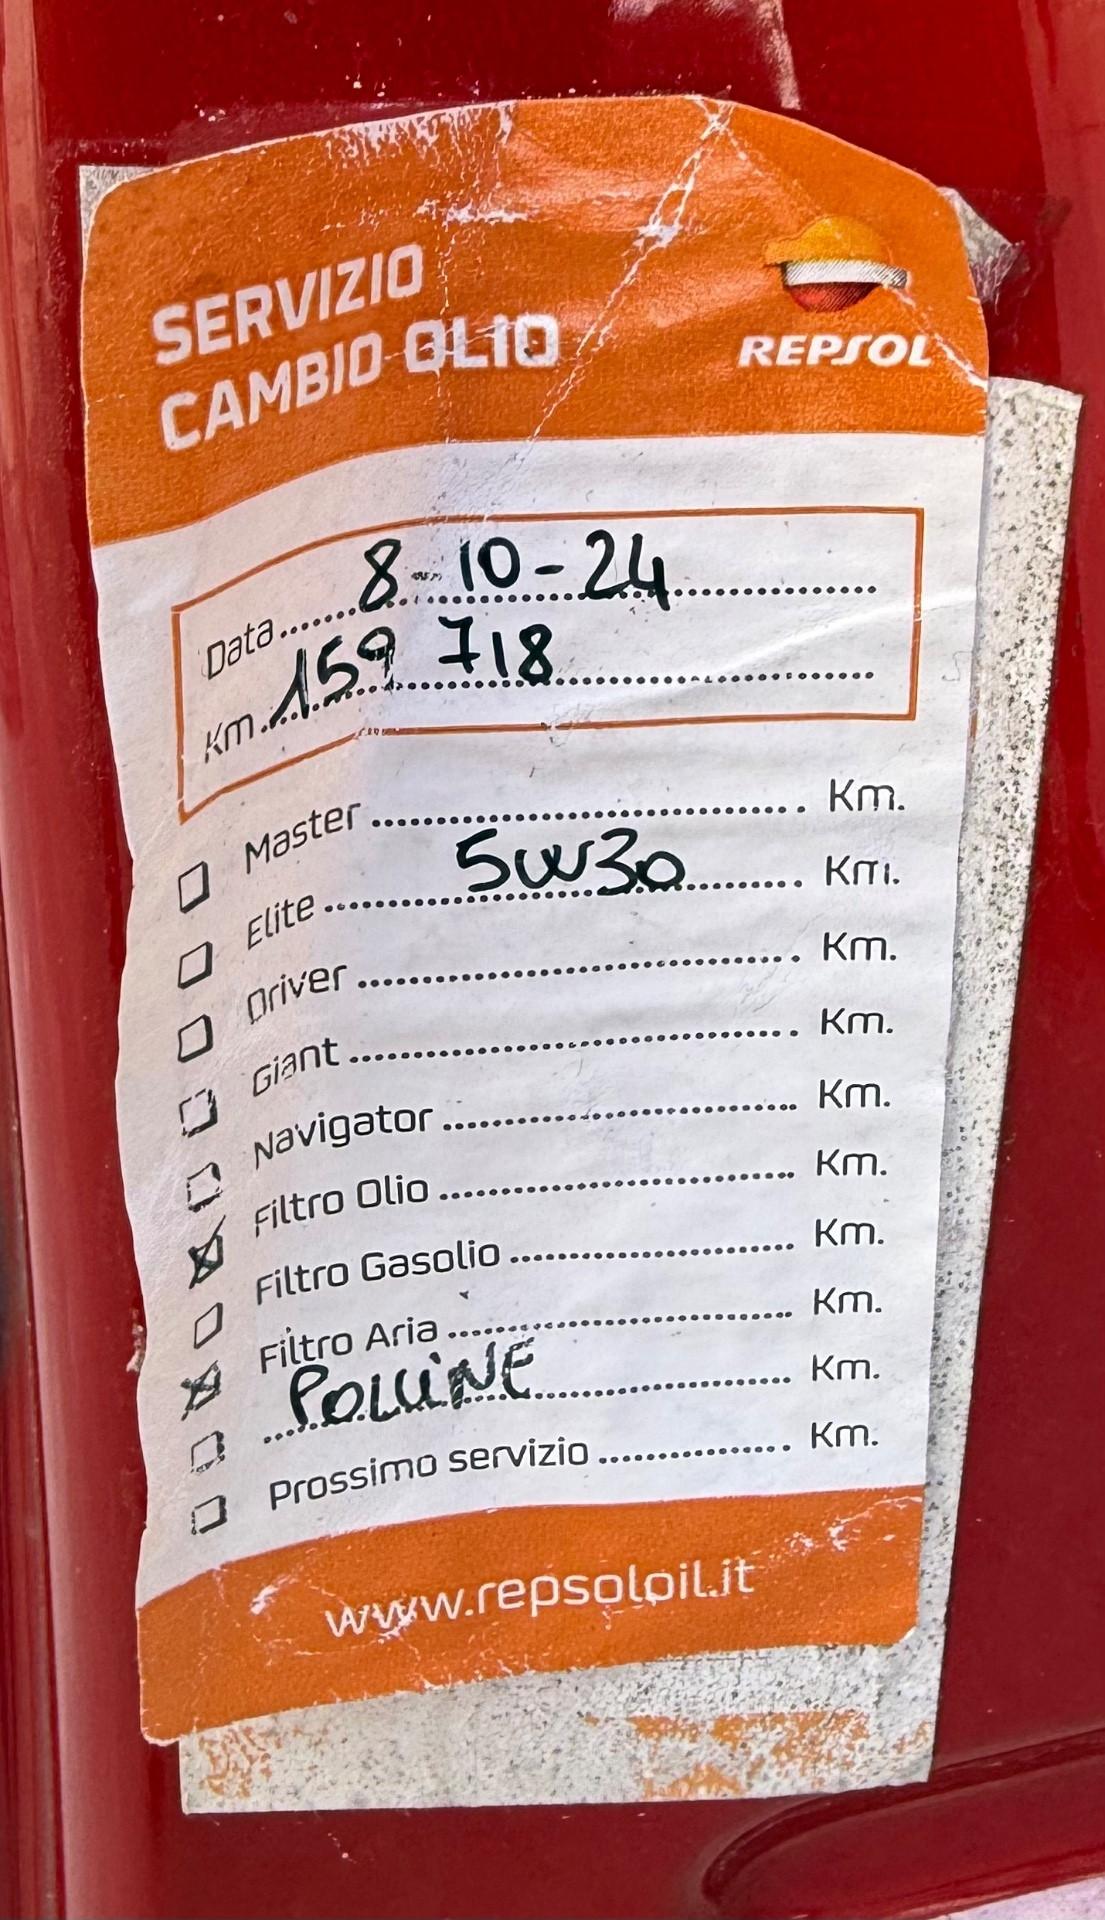 SERVIZIO
CAMBIO OLIO
REPSOL
Data 8-10-24
Km 159 718
Master Km.
Elite 5W30 Km.
Driver Km.
Giant Km.
Navigator Km.
Filtro Olio Km.
Filtro Gasolio Km.
Filtro Aria Km.
POLLINE Km.
Prossimo servizio Km.
www.repsoloil.it